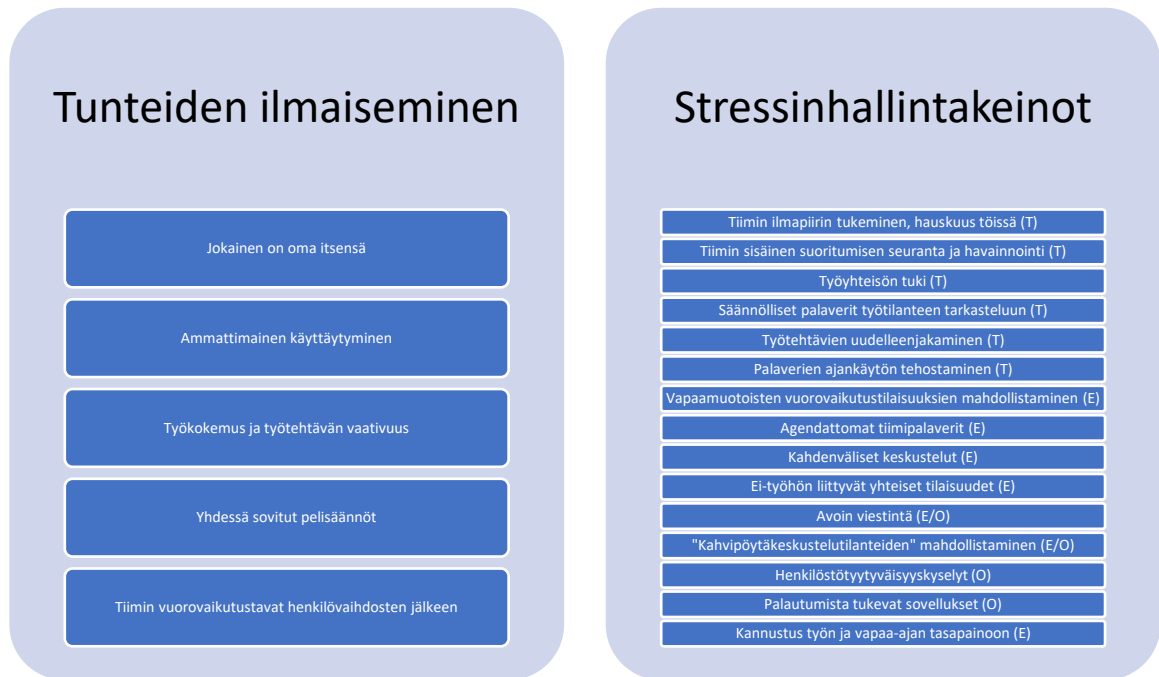 Tunteiden ilmaiseminen
Jokainen on oma itsensä
Ammattimainen käyttäytyminen
Työkokemus ja työtehtävän vaativuus
Yhdessä sovitut pelisäännöt
Tiimin vuorovaikutustavat henkilövaihdosten jälkeen
Stressinhallintakeinot
Tiimin ilmapiirin tukeminen, hauskuus töissä (T)
Tiimin sisäinen suoritumisen seuranta ja havainnointi (T)
Työyhteisön tuki (T)
Säännölliset palaverit työtilanteen tarkasteluun (T)
Työtehtävien uudelleenjakaminen (T)
Palaverien ajankäytön tehostaminen (T)
Vapaamuotoisten vuorovaikutustilaisuuksien mahdollistaminen (E)
Agendattomat tiimipalaverit (E)
Kahdenväliset keskustelut (E)
Ei-työhön liittyvät yhteiset tilaisuudet (E)
Avoin viestintä (E/O)
"Kahvipöytäkeskustelutilanteiden" mahdollistaminen (E/O)
Henkilöstötyytyväisyyskyselyt (O)
Palautumista tukevat sovellukset (O)
Kannustus työn ja vapaa-ajan tasapainoon (E)